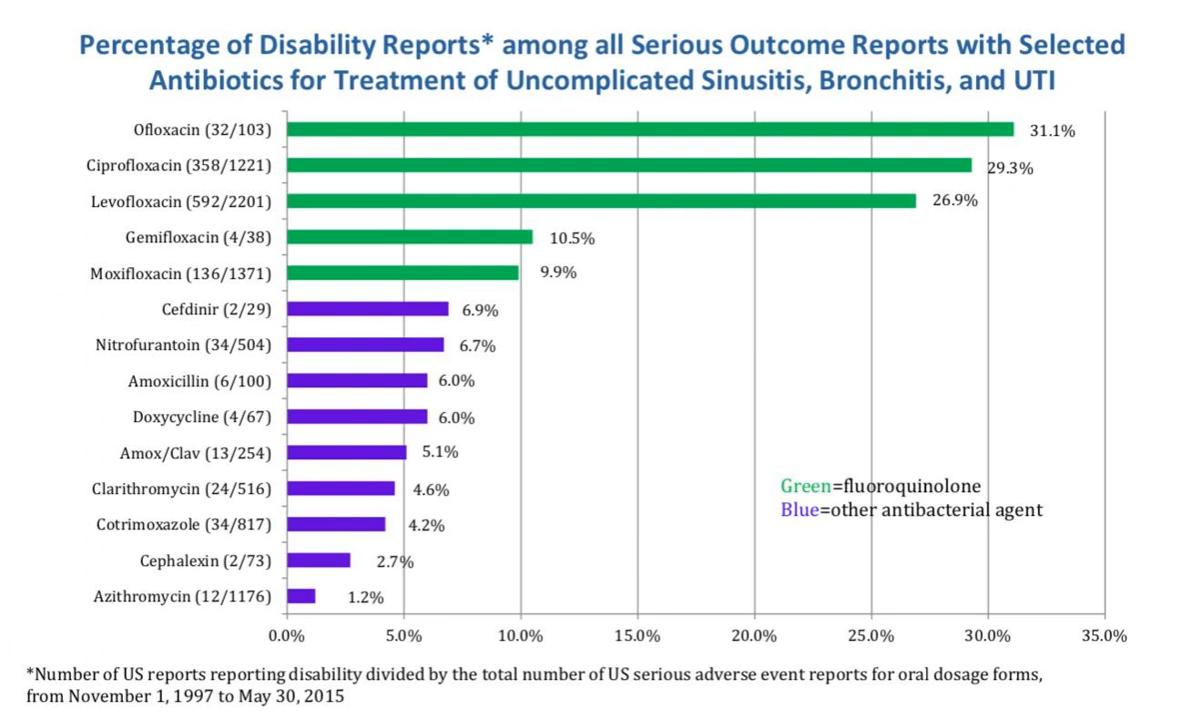 Percentage of Disability Reports* among all Serious Outcome Reports with Selected
Antibiotics for Treatment of Uncomplicated Sinusitis, Bronchitis, and UTI
Ofloxacin (32/103) 31.1%
Ciprofloxacin (358/1221) 29.3%
Levofloxacin (592/2201) 26.9%
Gemifloxacin (4/38) 10.5%
Moxifloxacin (136/1371) 9.9%
Cefdinir (2/29) 6.9%
Nitrofurantoin (34/504) 6.7%
Amoxicillin (6/100) 6.0%
Doxycycline (4/67) 6.0%
Amox/Clav (13/254) 5.1%
Clarithromycin (24/516) 4.6%
Green=fluoroquinolone
Blue=other antibacterial agent
Cotrimoxazole (34/817) 4.2%
Cephalexin (2/73) 2.7%
Azithromycin (12/1176) 1.2%
0.0% 5.0% 10.0% 15.0% 20.0% 25.0% 30.0% 35.0%
*Number of US reports reporting disability divided by the total number of US serious adverse event reports for oral dosage forms,
from November 1, 1997 to May 30, 2015